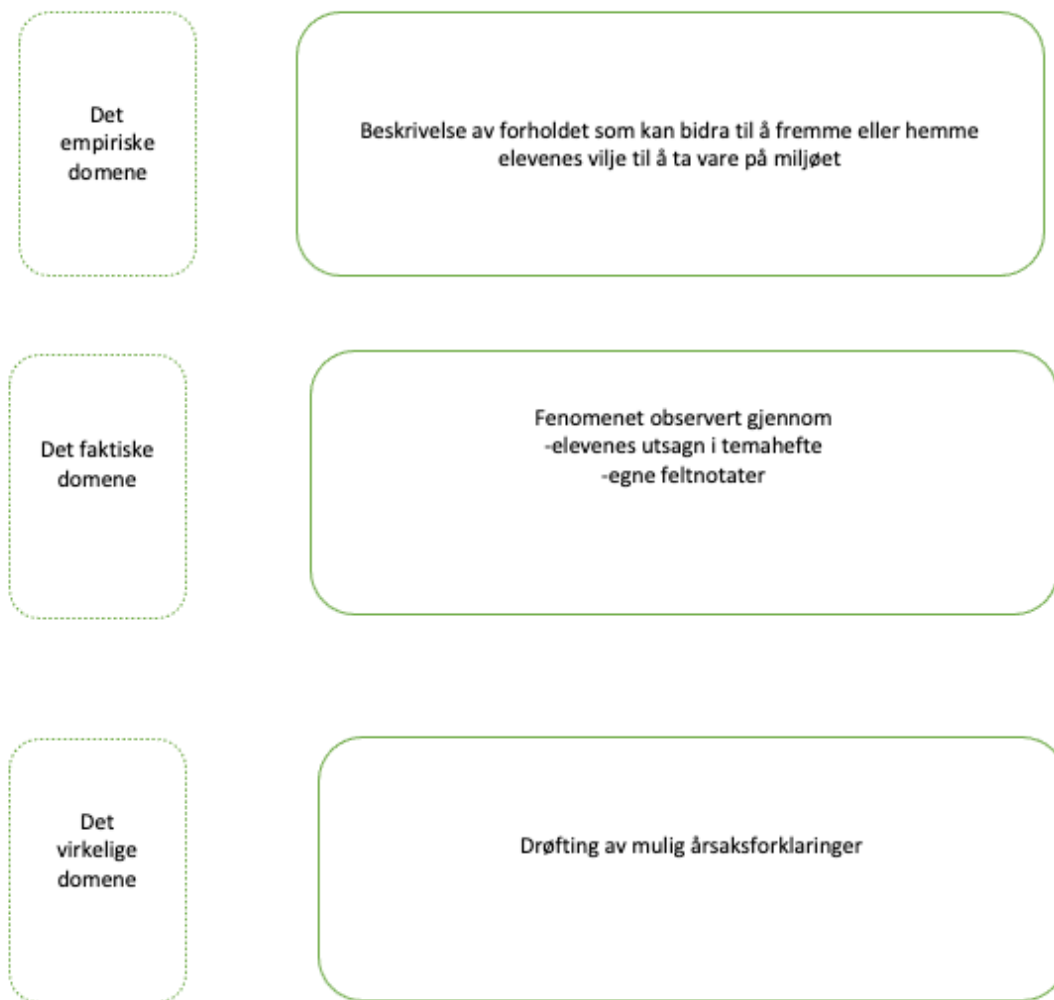 Det
empiriske
domene
Beskrivelse av forholdet som kan bidra til å fremme eller hemme
elevenes vilje til å ta vare på miljøet
Det faktiske
domene
Fenomenet observert gjennom
-elevenes utsagn i temahefte
-egne feltnotater
Det
virkelige
domene
Drøfting av mulig årsaksforklaringer